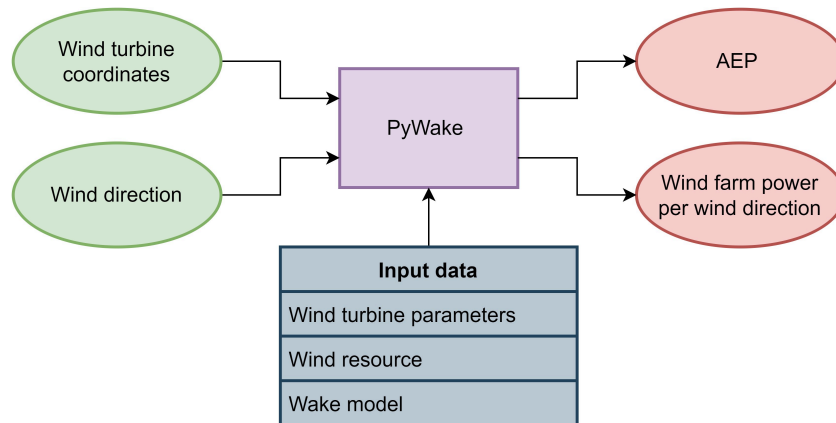 Wind turbine
coordinates
AEP
PyWake
Wind direction
Wind farm power
per wind direction
Input data
Wind turbine parameters
Wind resource
Wake model